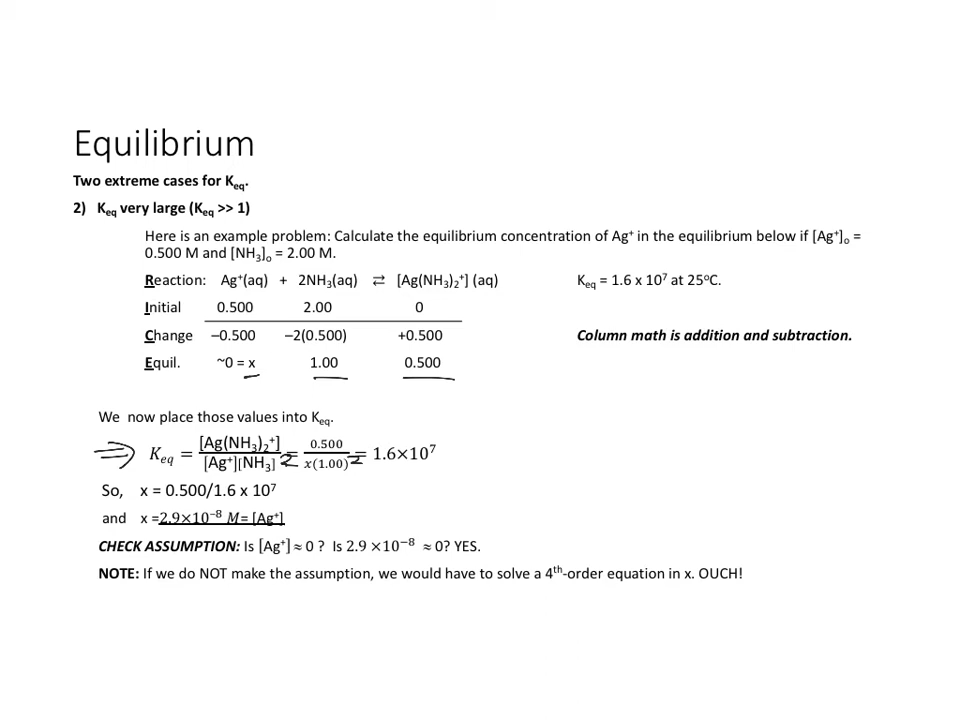 Equilibrium
Two extreme cases for Keq.
2) Keq very large (Keq >> 1)
Here is an example problem: Calculate the equilibrium concentration of Ag⁺ in the equilibrium below if [Ag⁺]o =
0.500 M and [NH₃]o = 2.00 M.
Reaction: Ag⁺(aq) + 2NH₃(aq) ⇄ [Ag(NH₃)₂⁺] (aq) Keq = 1.6 x 10⁷ at 25°C.
Initial 0.500 2.00 0
Change –0.500 –2(0.500) +0.500 Column math is addition and subtraction.
Equil. ~0 = x 1.00 0.500
We now place those values into Keq.
⇒ Keq = [Ag(NH₃)₂⁺]/[Ag⁺][NH₃]² = 0.500/x(1.00)² = 1.6×10⁷
So, x = 0.500/1.6 x 10⁷
and x =2.9×10⁻⁸ M= [Ag⁺]
CHECK ASSUMPTION: Is [Ag⁺] ≈ 0 ? Is 2.9 ×10⁻⁸ ≈ 0? YES.
NOTE: If we do NOT make the assumption, we would have to solve a 4th-order equation in x. OUCH!